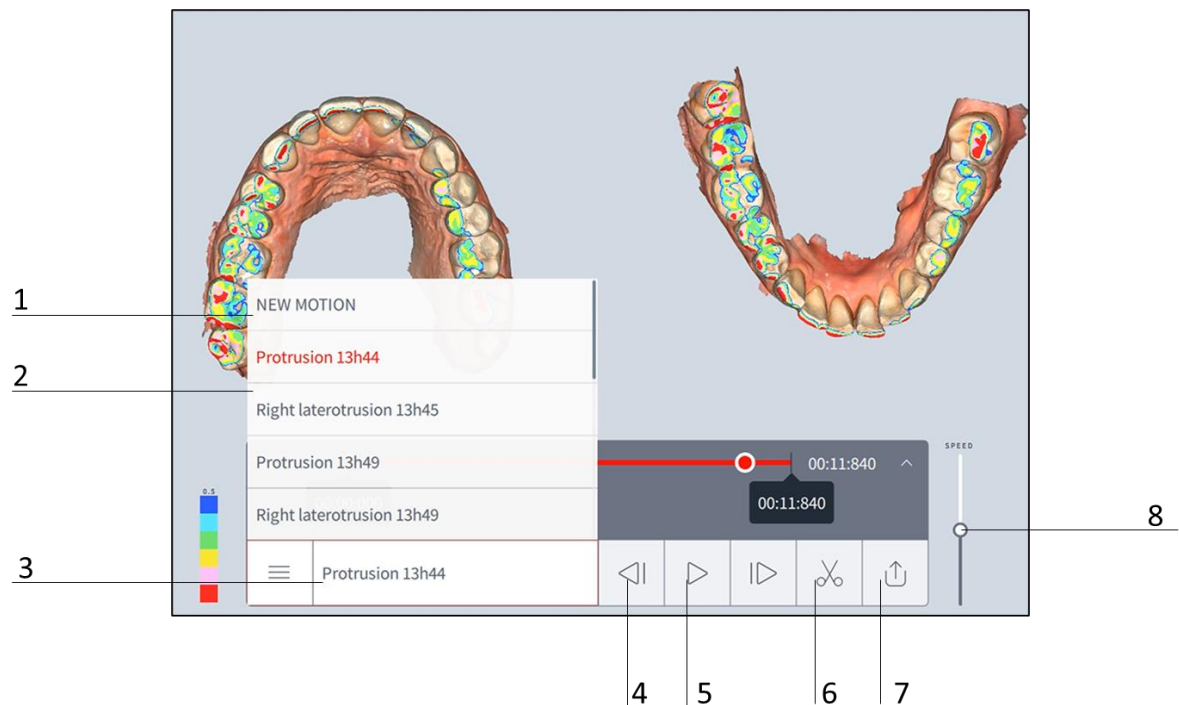 1
NEW MOTION
2
Protrusion 13h44
Right laterotrusion 13h45
Protrusion 13h49
00:11:840
SPEED
0.5
Right laterotrusion 13h49
00:11:840
8
3
Protrusion 13h44
4
5
6
7